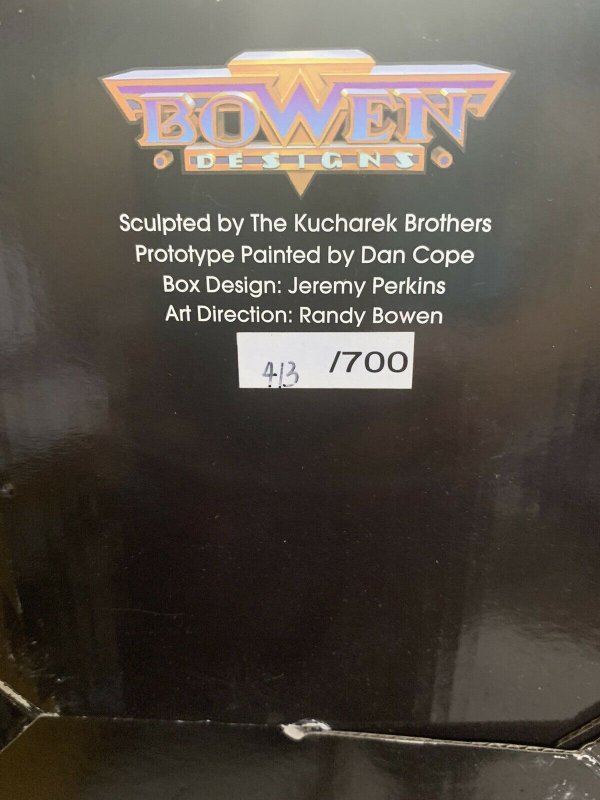 BOWEN
DESIGNS
Sculpted by The Kucharek Brothers
Prototype Painted by Dan Cope
Box Design: Jeremy Perkins
Art Direction: Randy Bowen
413 /700